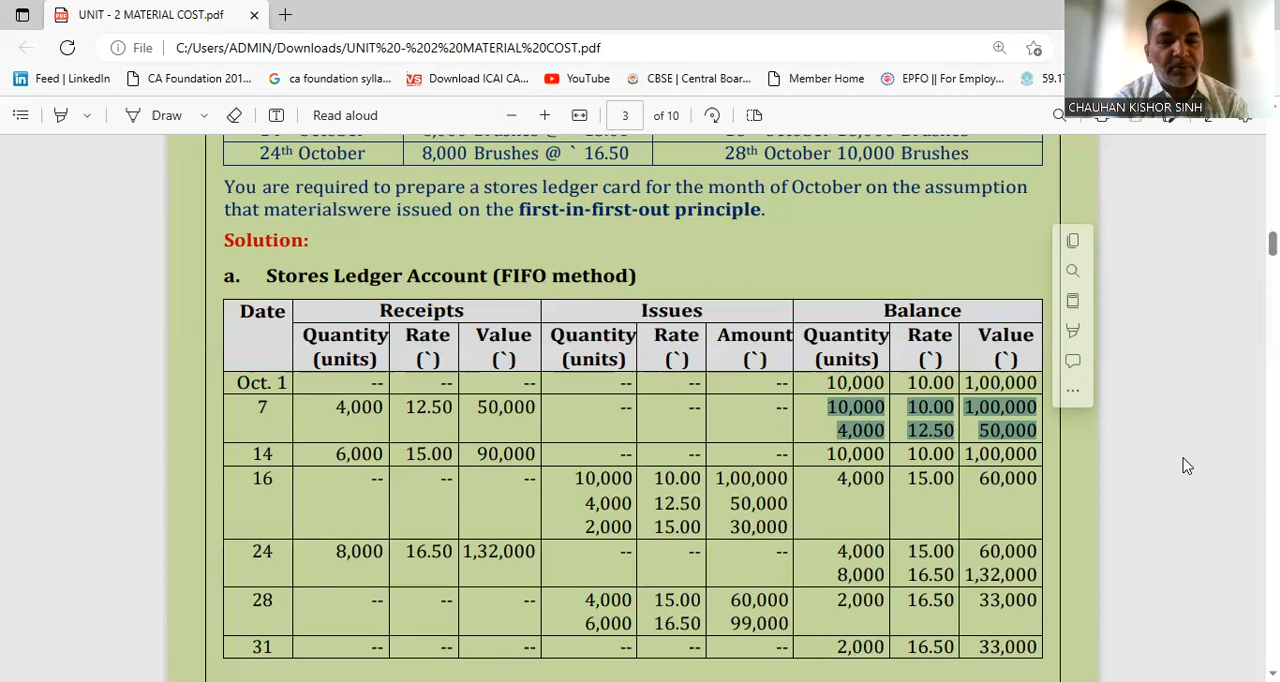 UNIT - 2 MATERIAL COST.pdf
File C:/Users/ADMIN/Downloads/UNIT%20-%202%20MATERIAL%20COST.pdf
Feed | LinkedIn CA Foundation 201... ca foundation sylla... Download ICAI CA... YouTube CBSE | Central Boar... Member Home EPFO || For Employ... 59.1
CHAUHAN KISHOR SINH
Draw Read aloud 3 of 10
24th October 8,000 Brushes @ ` 16.50 28th October 10,000 Brushes
You are required to prepare a stores ledger card for the month of October on the assumption
that materialswere issued on the first-in-first-out principle.
Solution:
a. Stores Ledger Account (FIFO method)
Date Receipts Issues Balance
Quantity Rate Value Quantity Rate Amount Quantity Rate Value
(units) (`) (`) (units) (`) (`) (units) (`) (`)
Oct. 1 -- -- -- -- -- -- 10,000 10.00 1,00,000
7 4,000 12.50 50,000 -- -- -- 10,000 10.00 1,00,000
4,000 12.50 50,000
14 6,000 15.00 90,000 -- -- -- 10,000 10.00 1,00,000
16 -- -- -- 10,000 10.00 1,00,000 4,000 15.00 60,000
4,000 12.50 50,000
2,000 15.00 30,000
24 8,000 16.50 1,32,000 -- -- -- 4,000 15.00 60,000
8,000 16.50 1,32,000
28 -- -- -- 4,000 15.00 60,000 2,000 16.50 33,000
6,000 16.50 99,000
31 -- -- -- -- -- -- 2,000 16.50 33,000